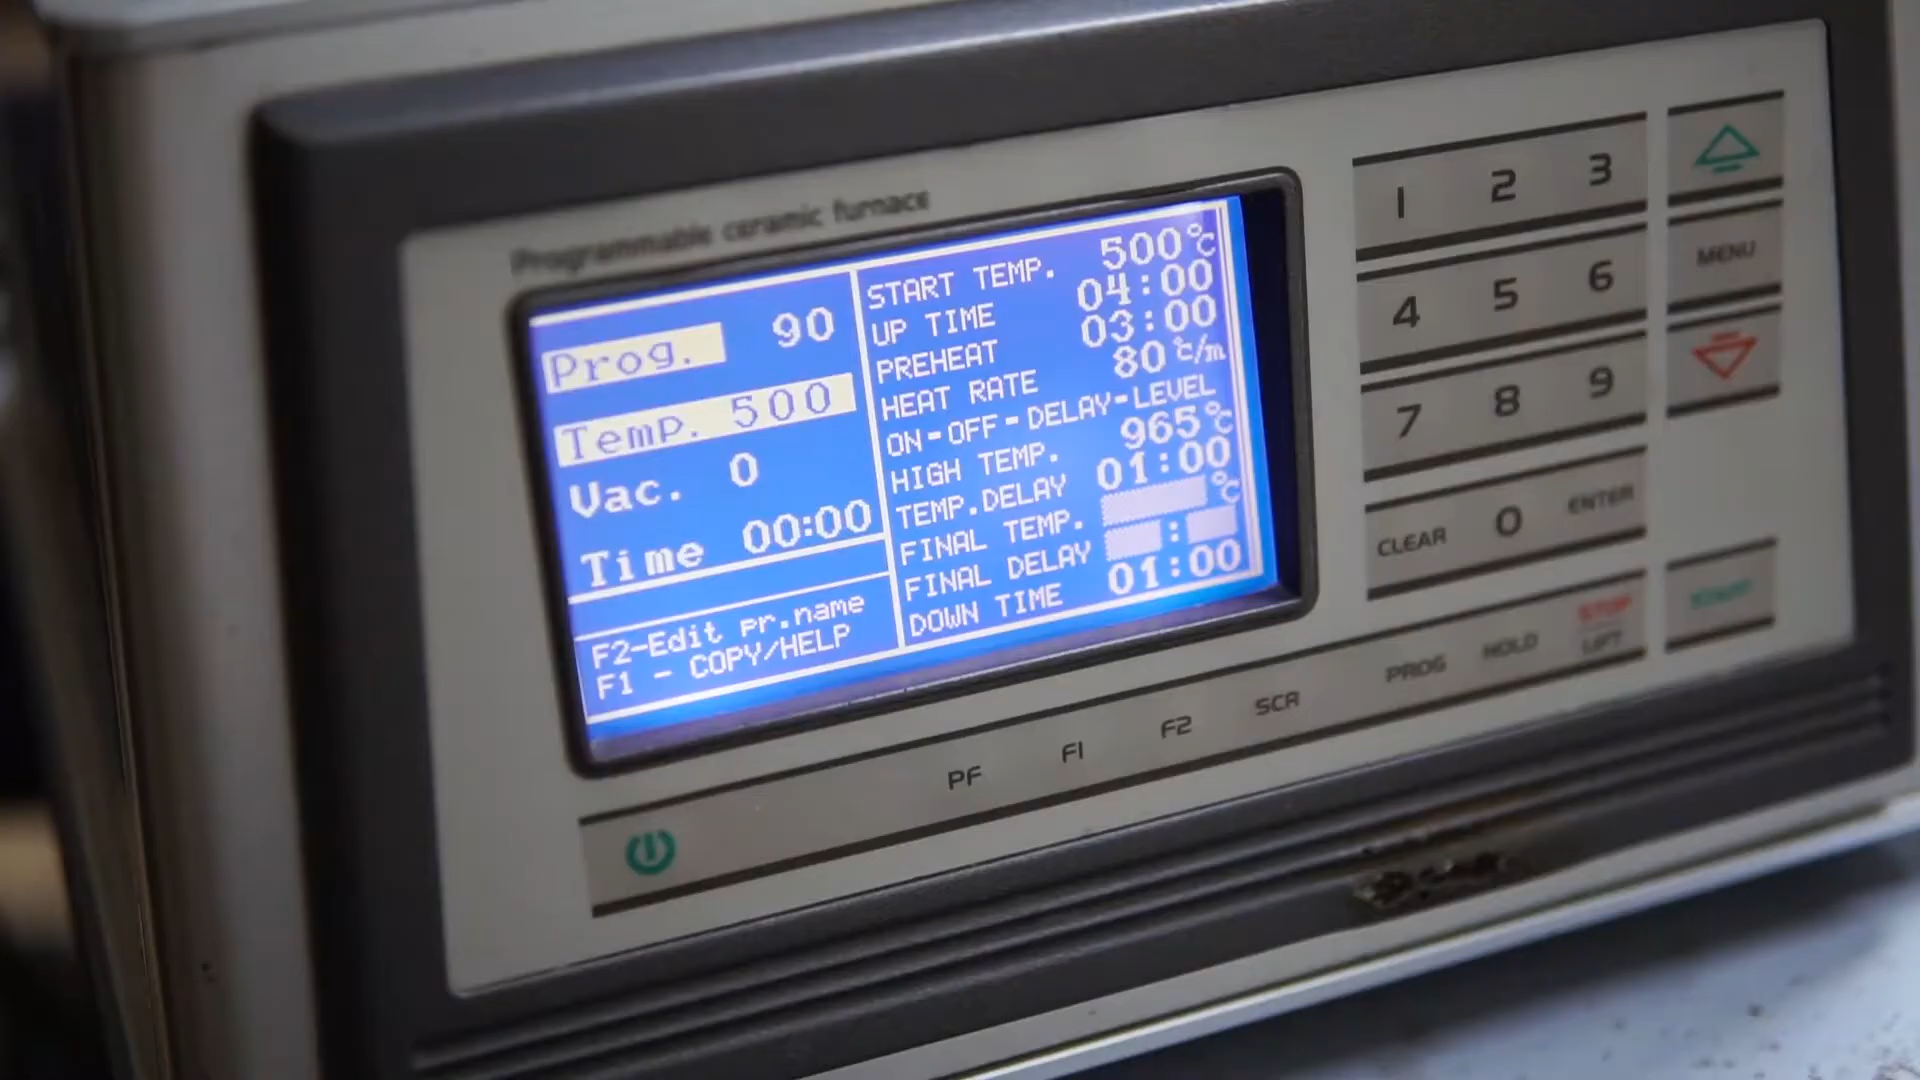 Programmable ceramic furnace
Prog. 90
Temp. 500
Vac. 0
Time 00:00
F2-Edit pr.name
F1 - COPY/HELP
START TEMP. 500°C
UP TIME 04:00
PREHEAT 03:00
HEAT RATE 80 °C/m
ON-OFF-DELAY-LEVEL
HIGH TEMP. 965°C
TEMP.DELAY 01:00
FINAL TEMP. °C
FINAL DELAY :
DOWN TIME 01:00
1 2 3
4 5 6
MENU
7 8 9
CLEAR 0 ENTER
PF F1 F2 SCR PROG HOLD STOP
LIFT
Start